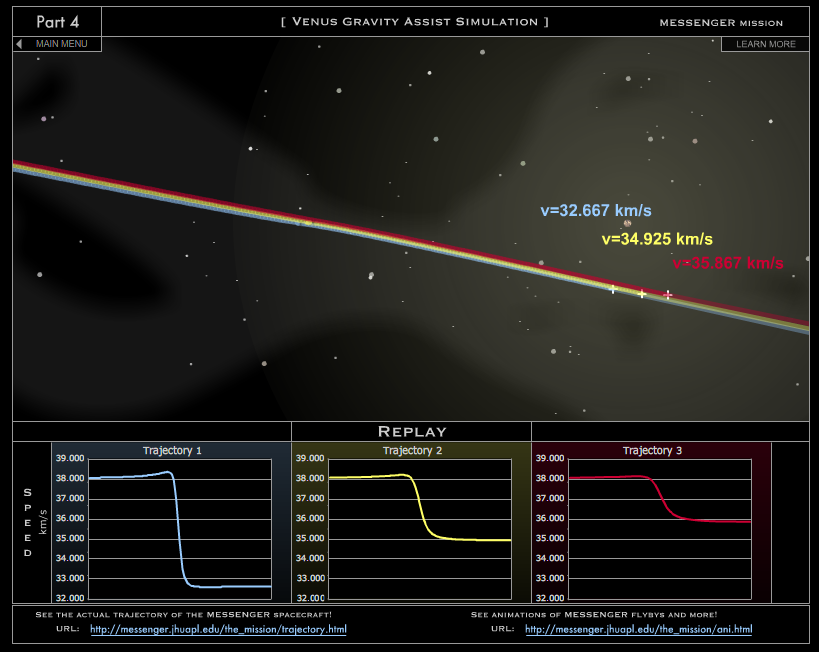 Part 4
[ VENUS GRAVITY ASSIST SIMULATION ]
MESSENGER MISSION
MAIN MENU
LEARN MORE
v=32.667 km/s
v=34.925 km/s
v=35.867 km/s
REPLAY
Trajectory 1
Trajectory 2
Trajectory 3
SPEED
km/s
39.000
38.000
37.000
36.000
35.000
34.000
33.000
32.000
39.000
38.000
37.000
36.000
35.000
34.000
33.000
32.000
39.000
38.000
37.000
36.000
35.000
34.000
33.000
32.000
SEE THE ACTUAL TRAJECTORY OF THE MESSENGER SPACECRAFT!
URL: http://messenger.jhuapl.edu/the_mission/trajectory.html
SEE ANIMATIONS OF MESSENGER FLYBYS AND MORE!
URL: http://messenger.jhuapl.edu/the_mission/ani.html